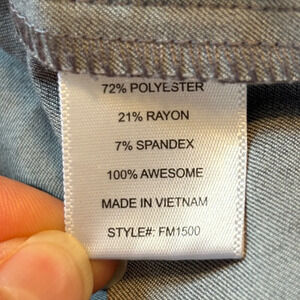 72% POLYESTER
21% RAYON
7% SPANDEX
100% AWESOME
MADE IN VIETNAM
STYLE#: FM1500